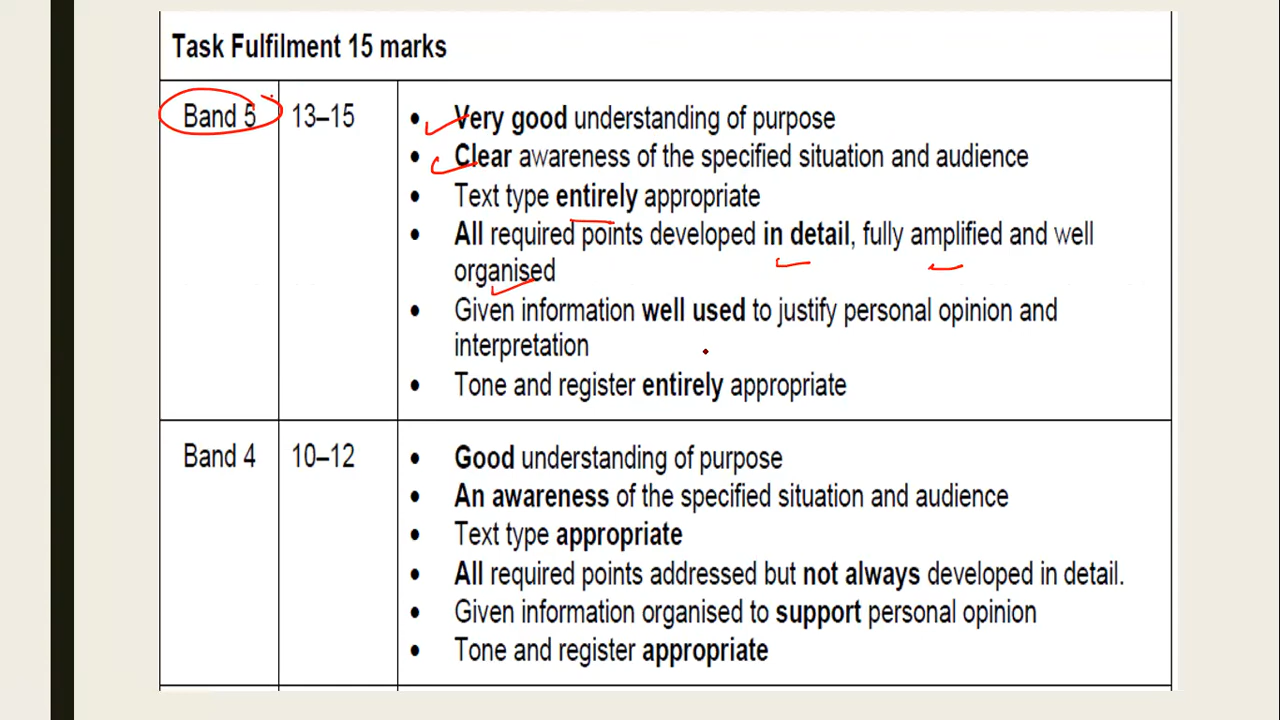 Task Fulfilment 15 marks
Band 5
13–15
• Very good understanding of purpose
• Clear awareness of the specified situation and audience
• Text type entirely appropriate
• All required points developed in detail, fully amplified and well
organised
• Given information well used to justify personal opinion and
interpretation
• Tone and register entirely appropriate
Band 4
10–12
• Good understanding of purpose
• An awareness of the specified situation and audience
• Text type appropriate
• All required points addressed but not always developed in detail.
• Given information organised to support personal opinion
• Tone and register appropriate